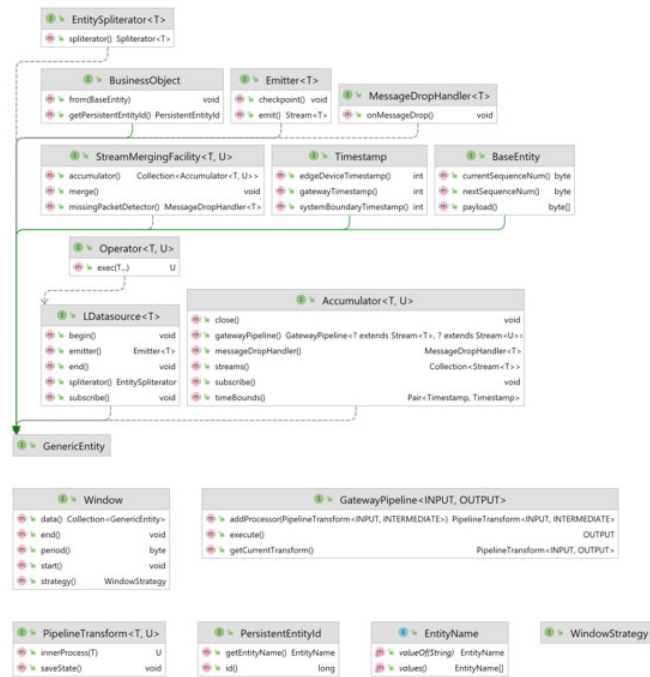 EntitySpliterator<T>
spliterator() Spliterator<T>
BusinessObject
from(BaseEntity) void
getPersistentEntityId() PersistentEntityId
Emitter<T>
checkpoint() void
emit() Stream<T>
MessageDropHandler<T>
onMessageDrop() void
StreamMergingFacility<T, U>
accumulator() Collection<Accumulator<T, U>>
merge() void
missingPacketDetector() MessageDropHandler<T>
Timestamp
edgeDeviceTimestamp() int
gatewayTimestamp() int
systemBoundaryTimestamp() int
BaseEntity
currentSequenceNum() byte
nextSequenceNum() byte
payload() byte[]
Operator<T, U>
exec(T...) U
LDatasource<T>
begin() void
emitter() Emitter<T>
end() void
spliterator() EntitySpliterator
subscribe() void
Accumulator<T, U>
close() void
gatewayPipeline() GatewayPipeline<? extends Stream<T>, ? extends Stream<U>>
messageDropHandler() MessageDropHandler<T>
streams() Collection<Stream<T>>
subscribe() void
timeBounds() Pair<Timestamp, Timestamp>
GenericEntity
Window
data() Collection<GenericEntity>
end() void
period() byte
start() void
strategy() WindowStrategy
GatewayPipeline<INPUT, OUTPUT>
addProcessor(PipelineTransform<INPUT, INTERMEDIATE>) PipelineTransform<INPUT, INTERMEDIATE>
execute() OUTPUT
getCurrentTransform() PipelineTransform<INPUT, OUTPUT>
PipelineTransform<T, U>
innerProcess(T) U
saveState() void
PersistentEntityId
getEntityName() EntityName
id() long
EntityName
valueOf(String) EntityName
values() EntityName[]
WindowStrategy